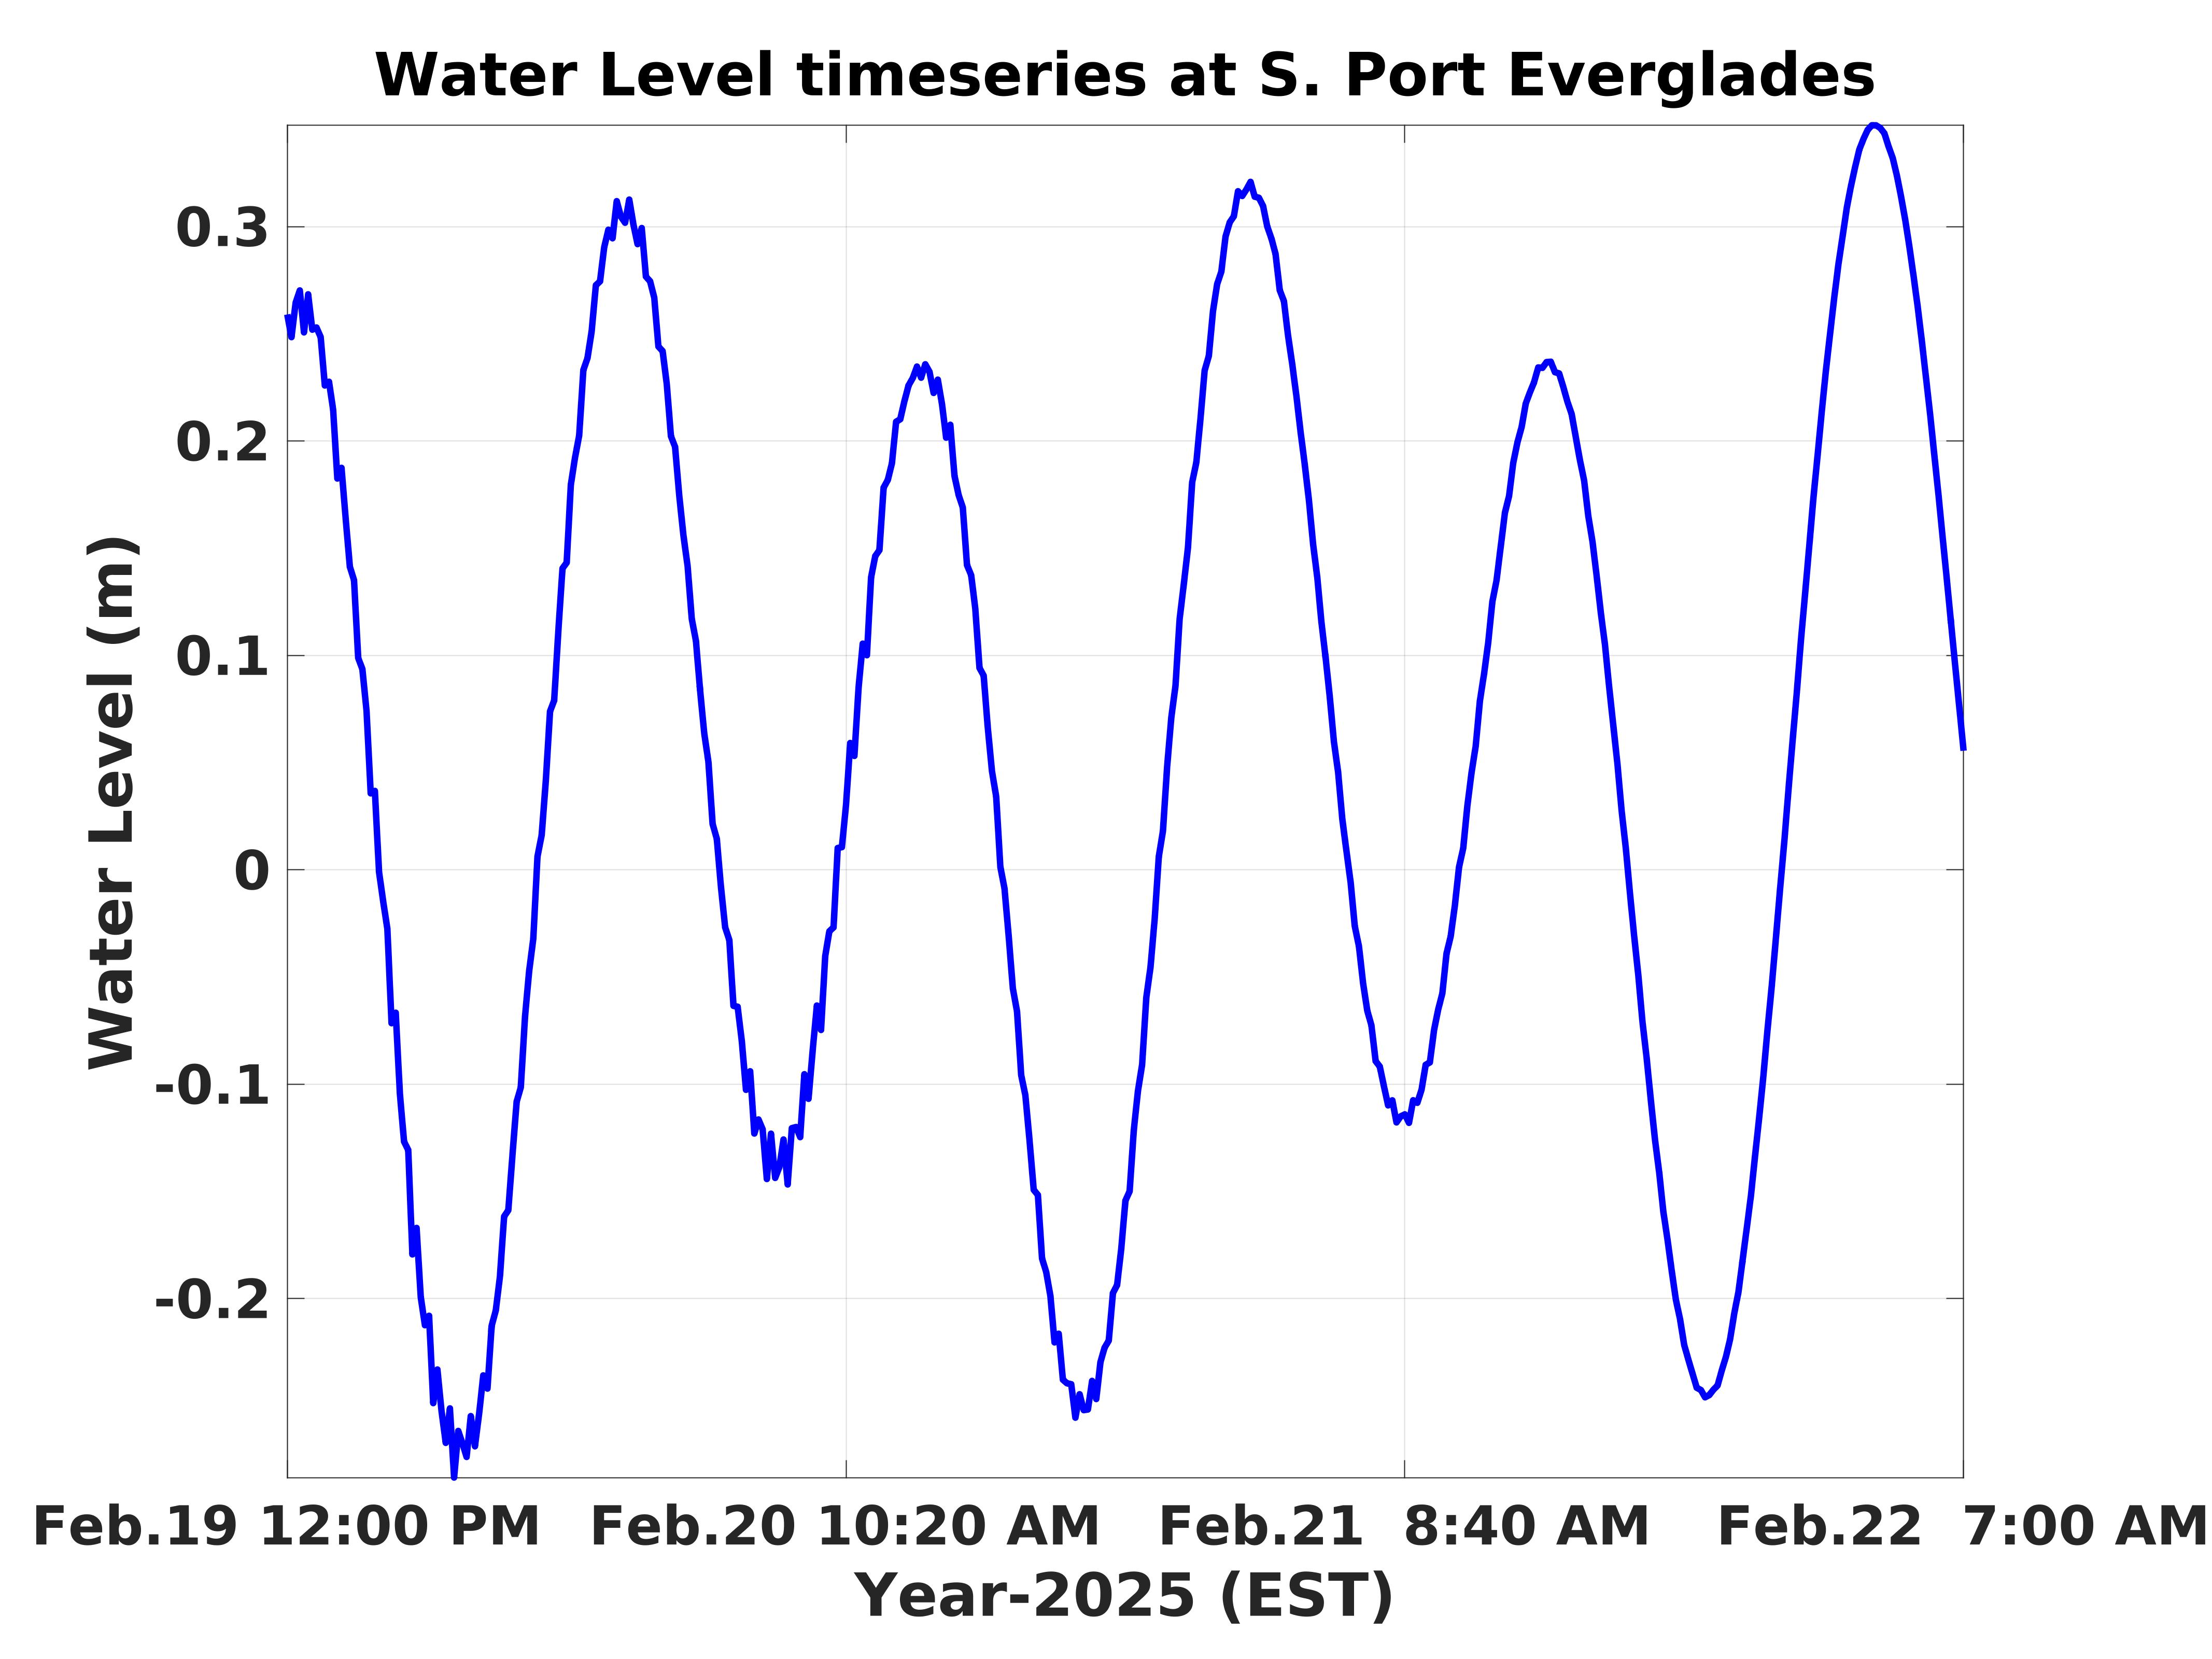 Water Level timeseries at S. Port Everglades
Water Level (m)
0.3
0.2
0.1
0
-0.1
-0.2
Feb.19 12:00 PM Feb.20 10:20 AM Feb.21 8:40 AM Feb.22 7:00 AM
Year-2025 (EST)